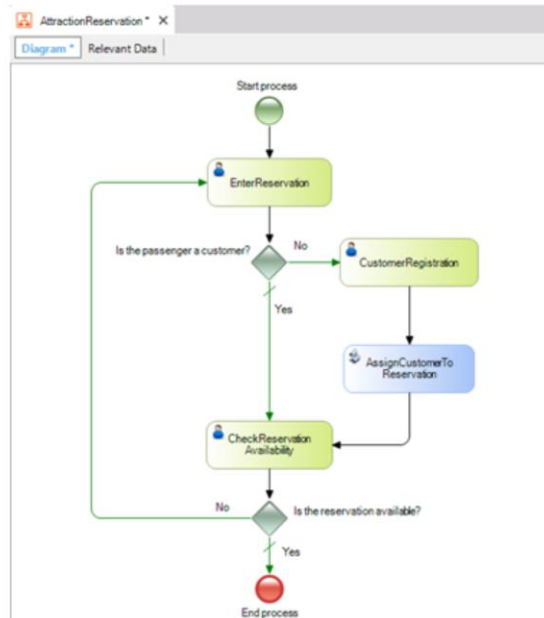 AttractionReservation *
Diagram * Relevant Data
Start process
EnterReservation
Is the passenger a customer?
No
CustomerRegistration
Yes
AssignCustomerTo
Reservation
CheckReservation
Availability
No
Is the reservation available?
Yes
End process